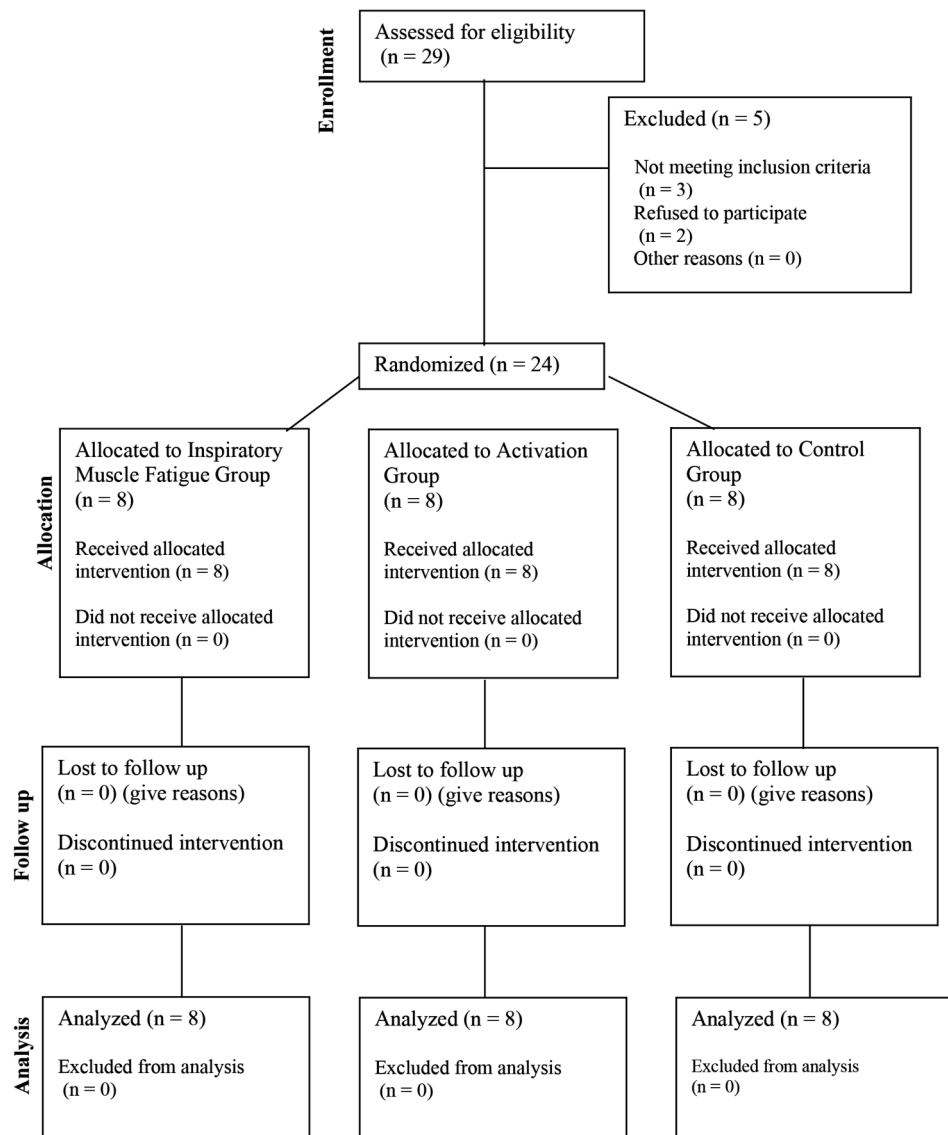 Enrollment
Assessed for eligibility
(n = 29)
Excluded (n = 5)
Not meeting inclusion criteria
(n = 3)
Refused to participate
(n = 2)
Other reasons (n = 0)
Randomized (n = 24)
Allocation
Allocated to Inspiratory
Muscle Fatigue Group
(n = 8)
Received allocated
intervention (n = 8)
Did not receive allocated
intervention (n = 0)
Allocated to Activation
Group
(n = 8)
Received allocated
intervention (n = 8)
Did not receive allocated
intervention (n = 0)
Allocated to Control
Group
(n = 8)
Received allocated
intervention (n = 8)
Did not receive allocated
intervention (n = 0)
Follow up
Lost to follow up
(n = 0) (give reasons)
Discontinued intervention
(n = 0)
Lost to follow up
(n = 0) (give reasons)
Discontinued intervention
(n = 0)
Lost to follow up
(n = 0) (give reasons)
Discontinued intervention
(n = 0)
Analysis
Analyzed (n = 8)
Excluded from analysis
(n = 0)
Analyzed (n = 8)
Excluded from analysis
(n = 0)
Analyzed (n = 8)
Excluded from analysis
(n = 0)